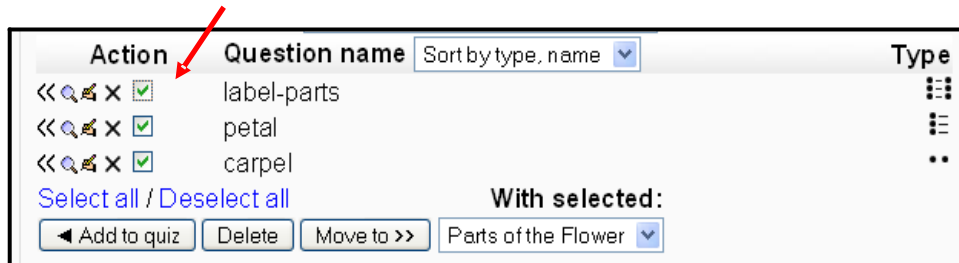 Action Question name Sort by type, name Type
label-parts
petal
carpel
Select all / Deselect all With selected:
◄ Add to quiz Delete Move to >> Parts of the Flower